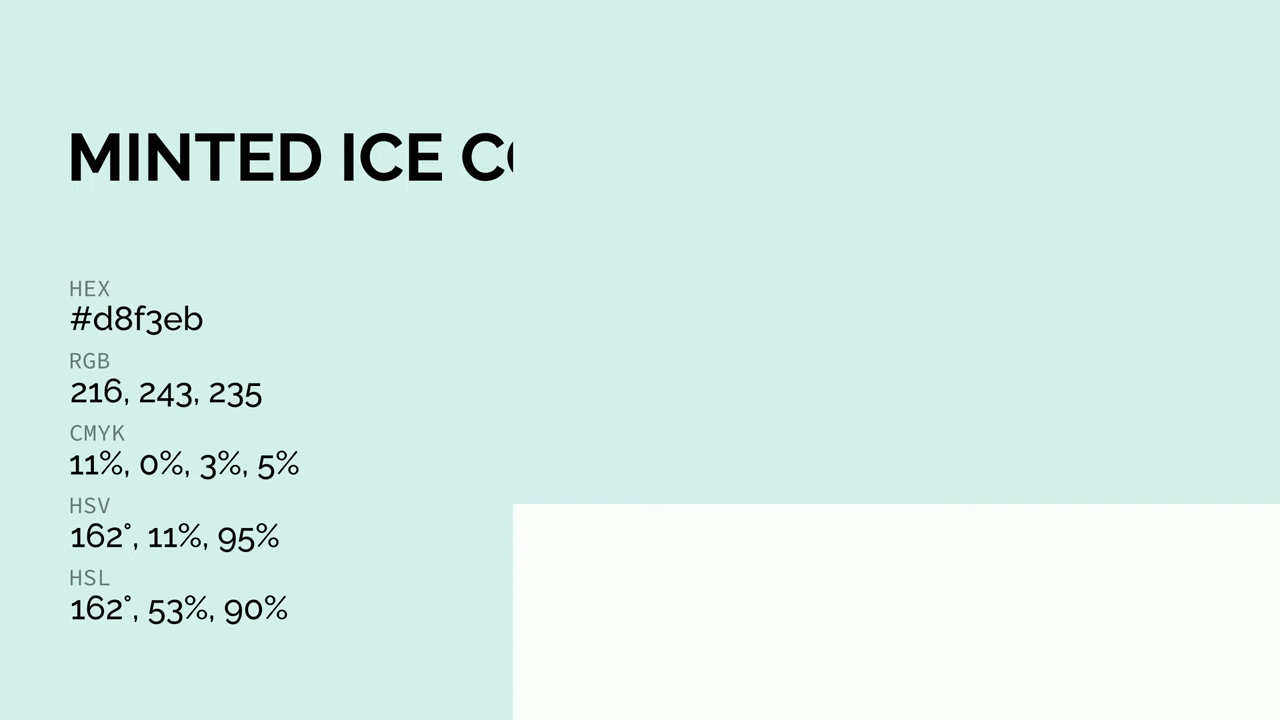 MINTED ICE C
HEX
#d8f3eb
RGB
216, 243, 235
CMYK
11%, 0%, 3%, 5%
HSV
162°, 11%, 95%
HSL
162°, 53%, 90%